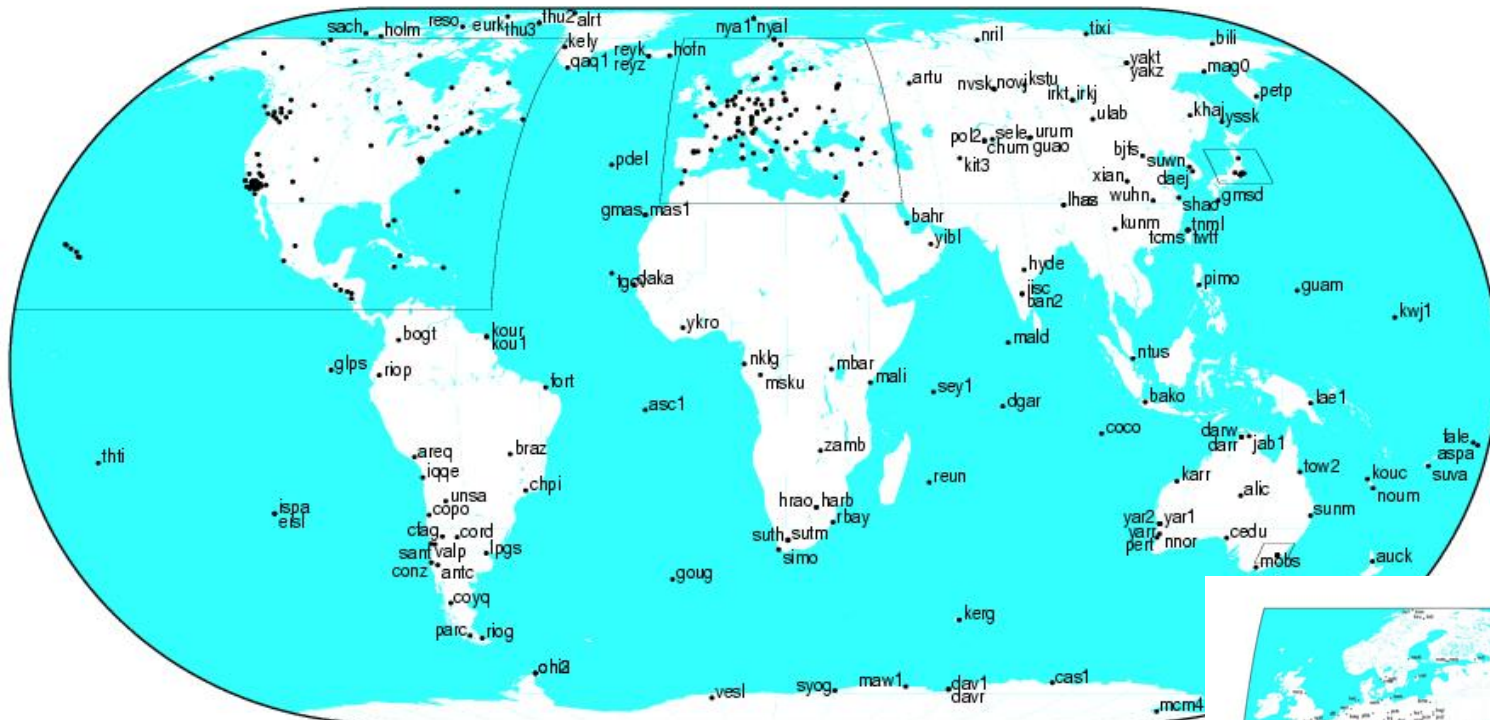 thu2 alrt
reso eurk thu3
sach holm
nya1 nyal
kely
qaq1
reyk hofn
reyz
nril
tixi
bili
yakt
yakz
mag0
artu
nvsk novj kstu
irkt irkj
petp
ulab
khaj
yssk
pol2 sele urum
chum guao
kit3
pdel
bjfs
suwn
daej
xian
wuhn
lhas
shao
gmsd
gmas mas1
bahr
yibl
kunm
tnml
tcms twtf
daka
hyde
iisc
ban2
pimo
guam
kwj1
bogt
kour
kou1
ykro
mald
glps
riop
nklg
msku
mbar
mali
ntus
fort
sey1
asc1
dgar
bako
lae1
coco
darw
darr jab1
thti
areq
braz
zamb
iqqe
chpi
reun
karr
tow2
alic
kouc
noum
aspa
suva
unsa
copo
ispa
eisl
hrao harb
rbay
sunm
cord
suth sutm
simo
yar2 yar1
yarr
pert nnor
cedu
valp
lpgs
conz antc
mobs
auck
goug
coyq
kerg
parc riog
vesl
syog
maw1
dav1
davr
cas1
mcm4